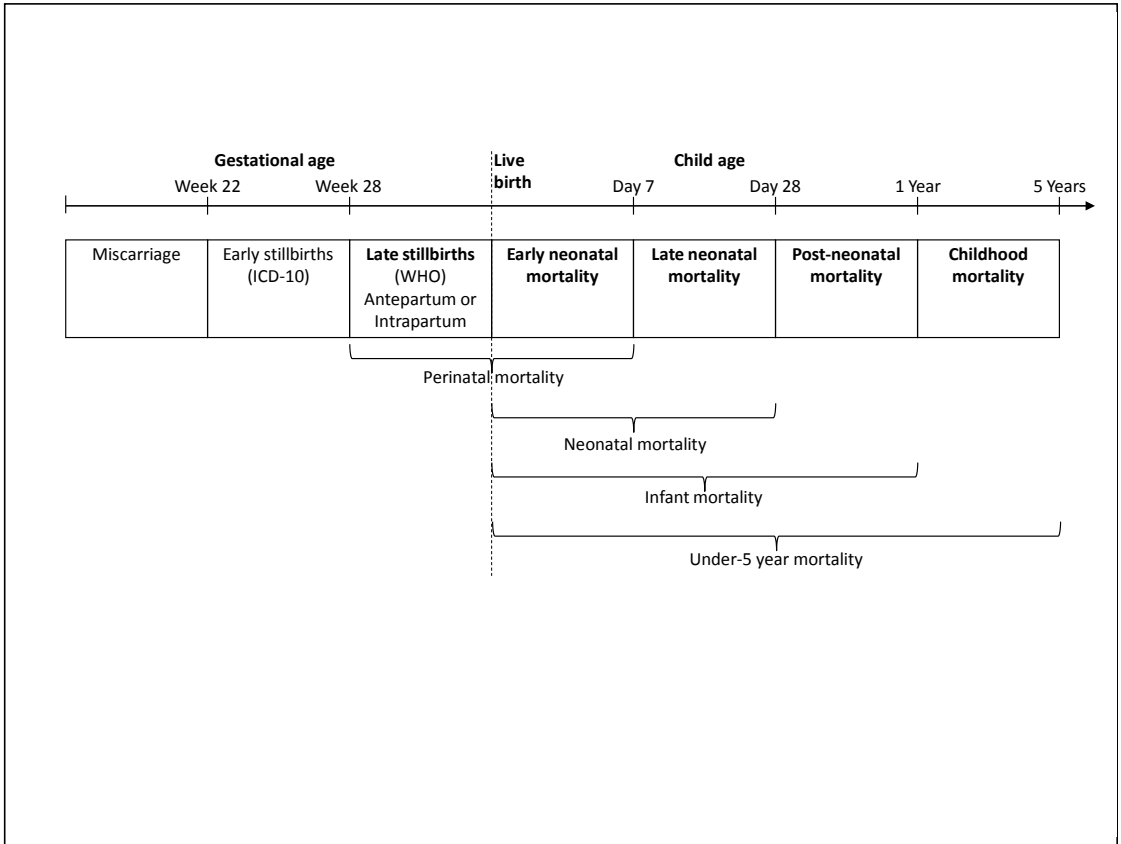 Gestational age
Live
birth
Child age
Week 22
Week 28
Day 7
Day 28
1 Year
5 Years
Miscarriage
Early stillbirths
(ICD-10)
Late stillbirths
(WHO)
Antepartum or
Intrapartum
Early neonatal
mortality
Late neonatal
mortality
Post-neonatal
mortality
Childhood
mortality
Perinatal mortality
Neonatal mortality
Infant mortality
Under-5 year mortality